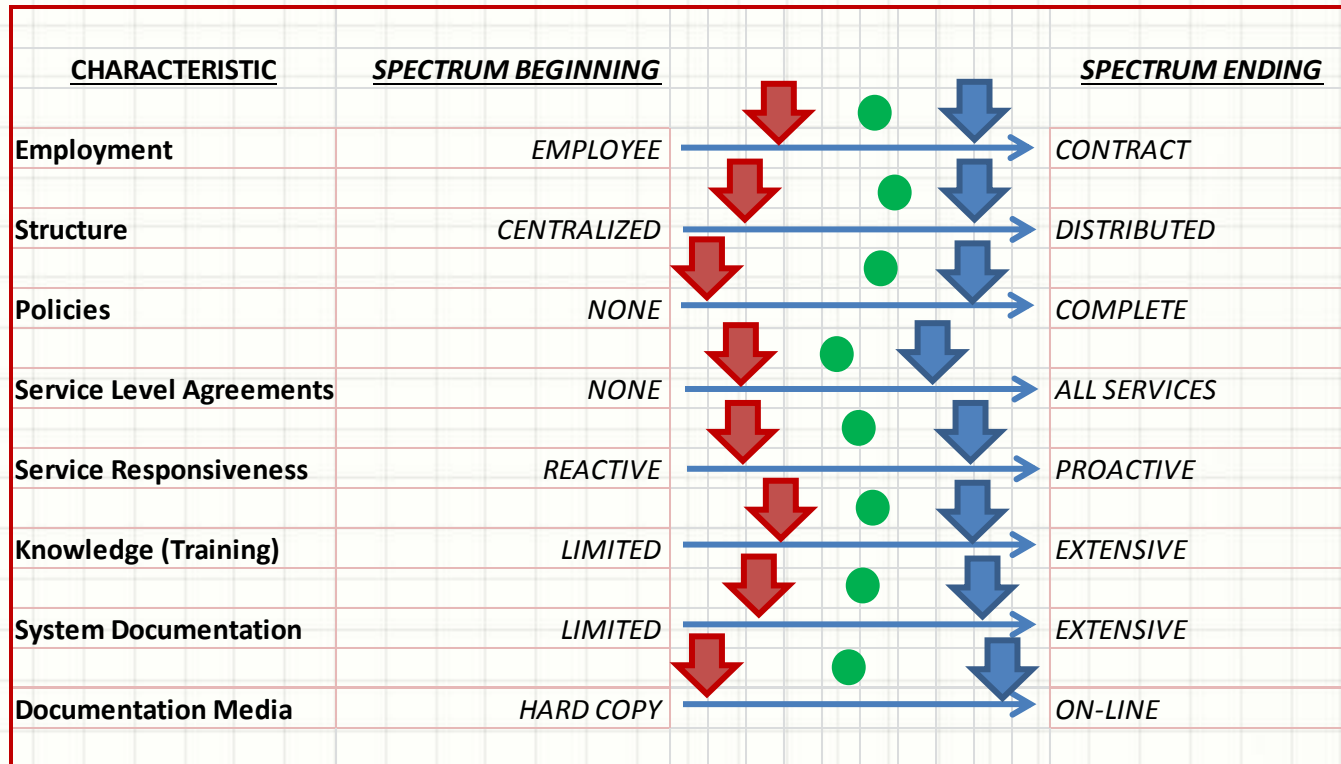 CHARACTERISTIC SPECTRUM BEGINNING SPECTRUM ENDING
Employment EMPLOYEE CONTRACT
Structure CENTRALIZED DISTRIBUTED
Policies NONE COMPLETE
Service Level Agreements NONE ALL SERVICES
Service Responsiveness REACTIVE PROACTIVE
Knowledge (Training) LIMITED EXTENSIVE
System Documentation LIMITED EXTENSIVE
Documentation Media HARD COPY ON-LINE